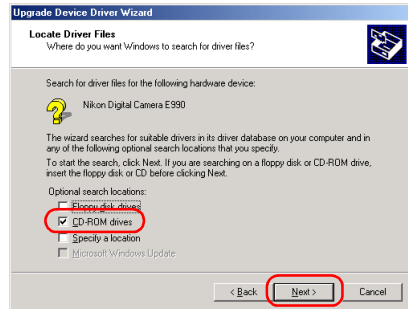 Upgrade Device Driver Wizard
Locate Driver Files
Where do you want Windows to search for driver files?
Search for driver files for the following hardware device:
Nikon Digital Camera E990
The wizard searches for suitable drivers in its driver database on your computer and in
any of the following optional search locations that you specify.
To start the search, click Next. If you are searching on a floppy disk or CD-ROM drive,
insert the floppy disk or CD before clicking Next.
Optional search locations:
Floppy disk drives
CD-ROM drives
Specify a location
Microsoft Windows Update
< Back
Next >
Cancel